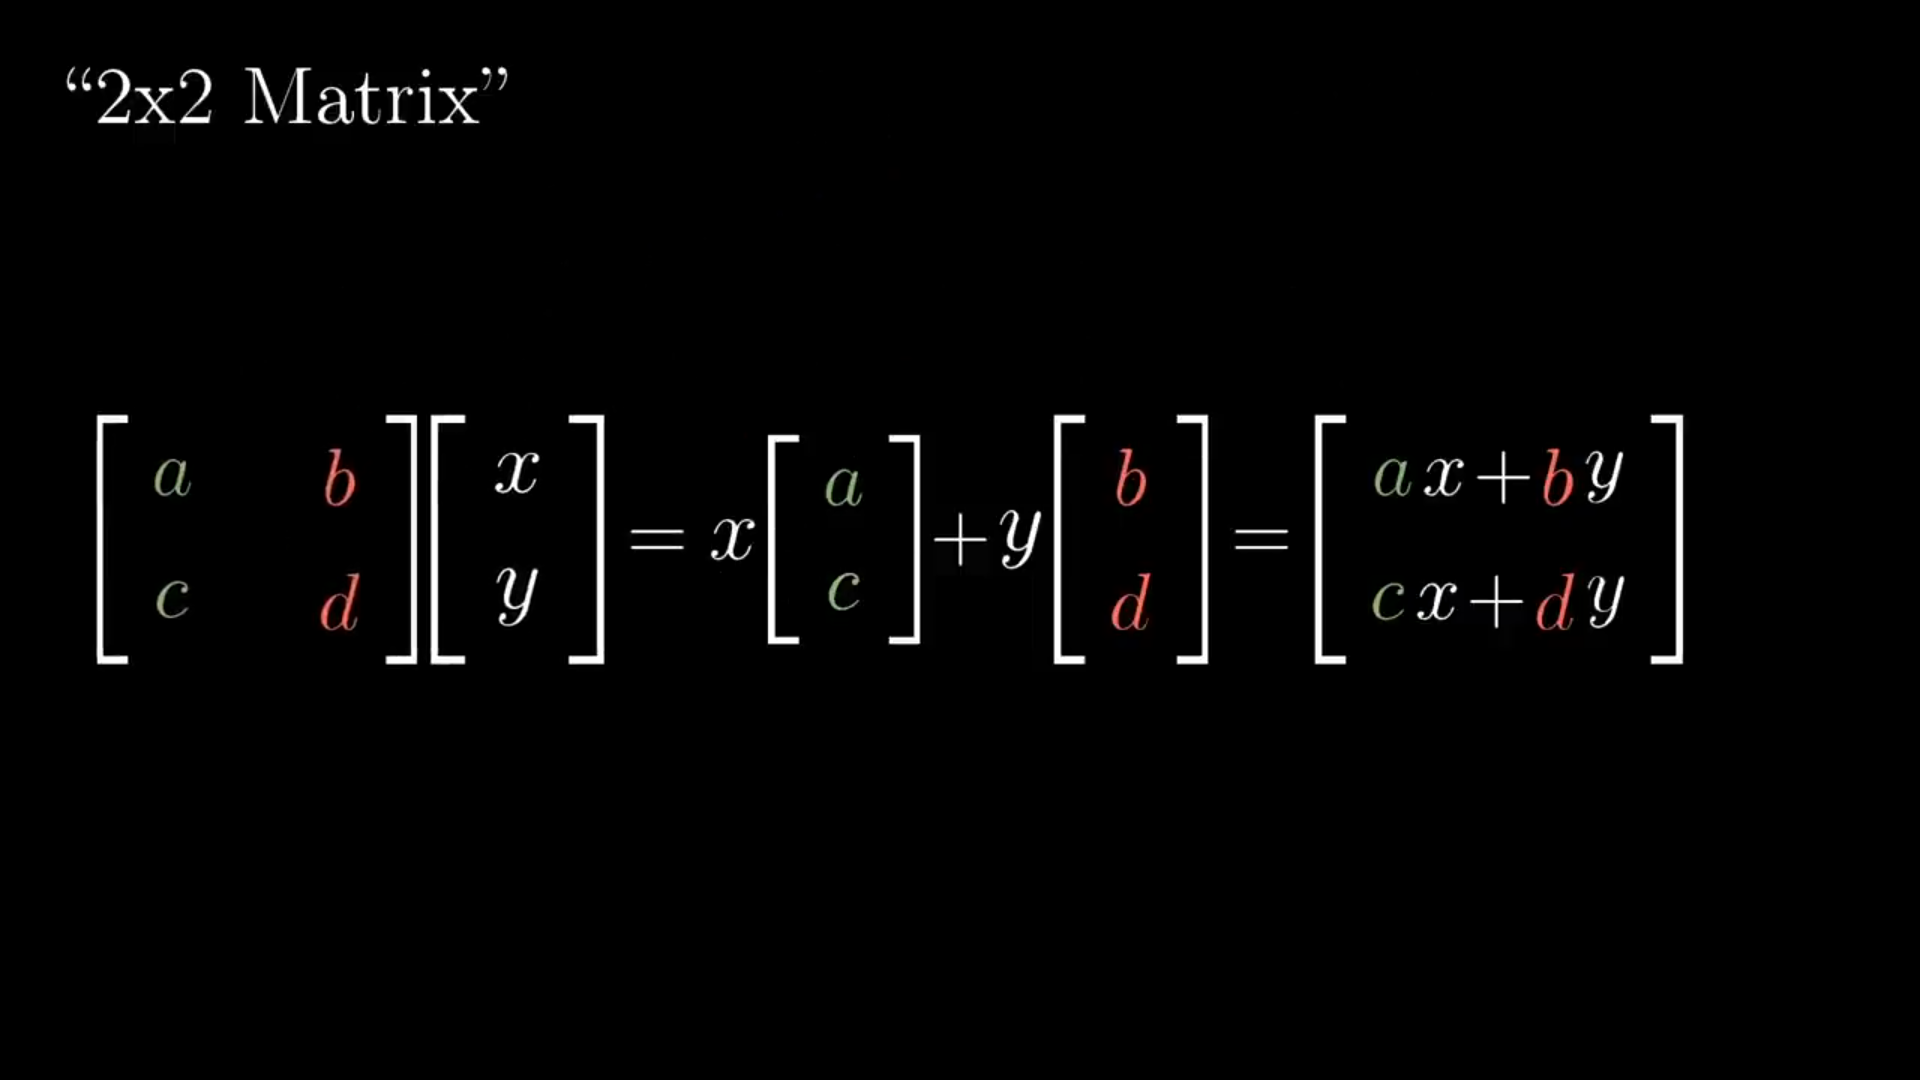 “2x2 Matrix”
[a b; c d][x; y] = x[a; c]+y[b; d] = [ax+by; cx+dy]